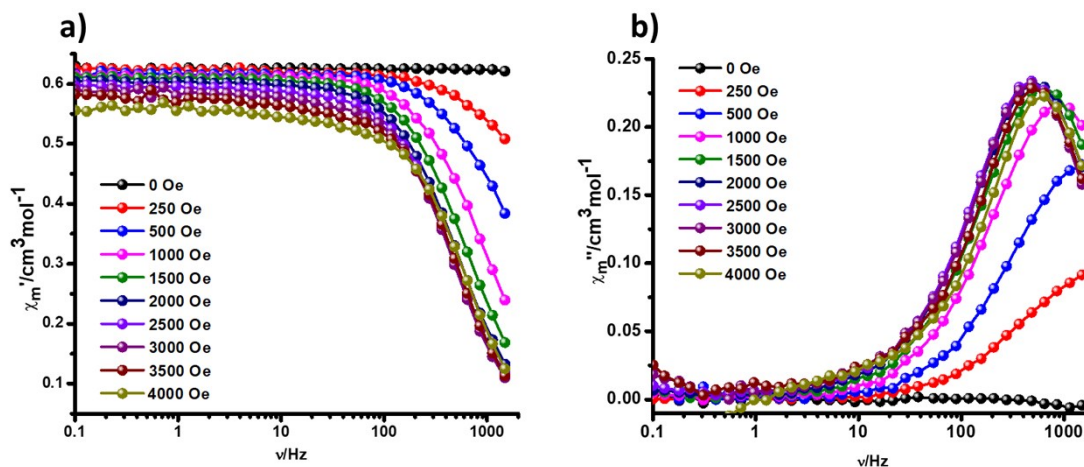 a)
χm'/cm3mol-1
0.6
0.5
0.4
0.3
0.2
0.1
0 Oe
250 Oe
500 Oe
1000 Oe
1500 Oe
2000 Oe
2500 Oe
3000 Oe
3500 Oe
4000 Oe
0.1 1 10 100 1000
ν/Hz
b)
χm''/cm3mol-1
0.25
0.20
0.15
0.10
0.05
0.00
0 Oe
250 Oe
500 Oe
1000 Oe
1500 Oe
2000 Oe
2500 Oe
3000 Oe
3500 Oe
4000 Oe
0.1 1 10 100 1000
ν/Hz